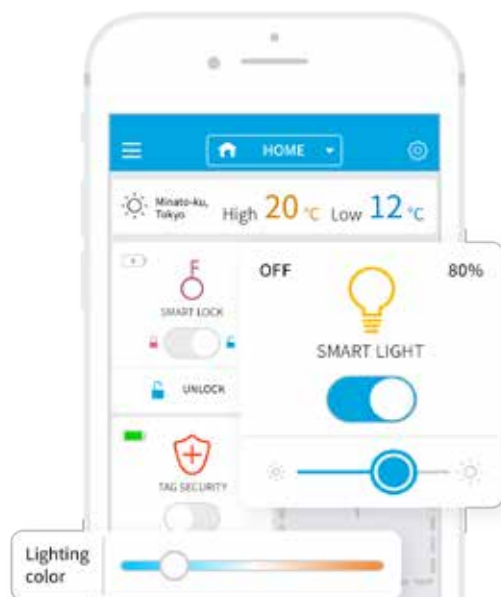 HOME
Minato-ku,
Tokyo
High 20 °C Low 12 °C
SMART LOCK
UNLOCK
TAG SECURITY
OFF 80%
SMART LIGHT
Lighting
color